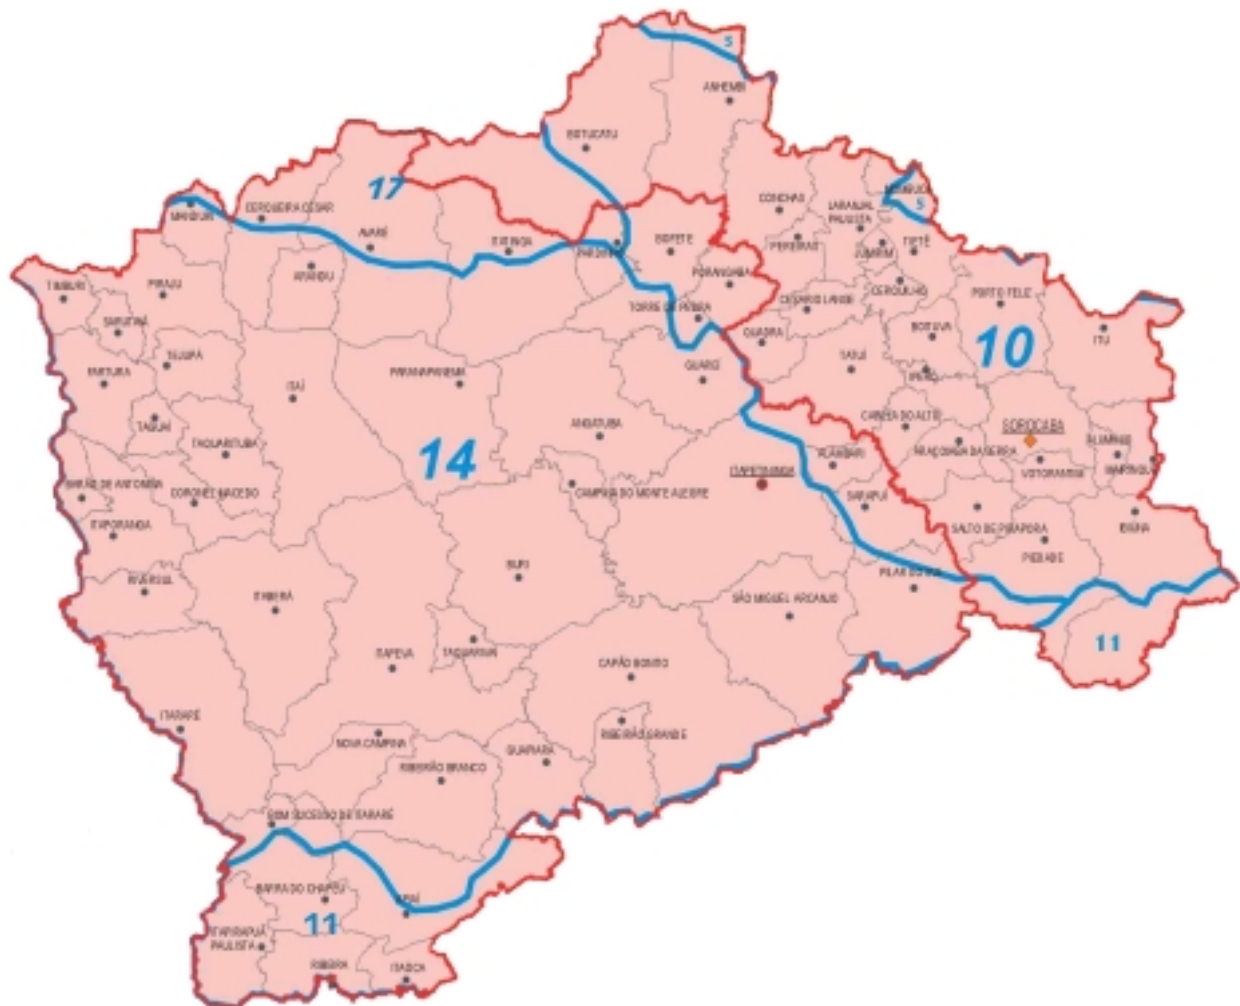 5
ANHEMBI
BOTUCATU
17
MANDURI
CERQUEIRA CÉSAR
AVARÉ
ITATINGA
PARDINHO
BOFETE
CONCHAS
LARANJAL
PAULISTA
5
PEREIRAS
JUMIRIM
TIETÊ
ARANDU
PORANGABA
CERQUILHO
TIMBURI
PIRAJU
CESÁRIO LANGE
PORTO FELIZ
TORRE DE PEDRA
SARUTAIÁ
QUADRA
BOITUVA
10
ITU
TEJUPÁ
FARTURA
ITAÍ
PARANAPANEMA
GUAREÍ
TATUÍ
IPERÓ
TAGUAÍ
TAQUARITUBA
ANGATUBA
CAPELA DO ALTO
SOROCABA
ALUMÍNIO
14
ALAMBARI
ARAÇOIABA DA SERRA
VOTORANTIM
BARÃO DE ANTONINA
CORONEL MACEDO
CAMPINA DO MONTE ALEGRE
ITAPETININGA
SARAPUÍ
ITAPORANGA
SALTO DE PIRAPORA
IBIÚNA
PIEDADE
RIVERSUL
BURI
PILAR DO SUL
ITABERÁ
SÃO MIGUEL ARCANJO
11
TAQUARIVAÍ
ITAPEVA
CAPÃO BONITO
ITARARÉ
NOVA CAMPINA
RIBEIRÃO GRANDE
GUAPIARA
RIBEIRÃO BRANCO
BOM SUCESSO DE ITARARÉ
BARRA DO CHAPÉU
APIAÍ
11
ITAPIRAPUÃ
PAULISTA
RIBEIRA
ITAÓCA